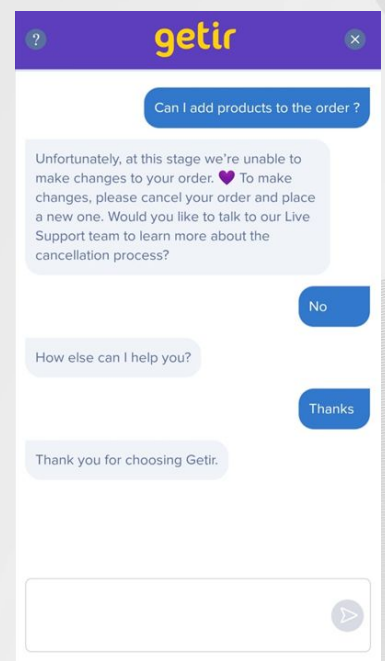 ?
getir
×
Can I add products to the order ?
Unfortunately, at this stage we're unable to
make changes to your order. 💜 To make
changes, please cancel your order and place
a new one. Would you like to talk to our Live
Support team to learn more about the
cancellation process?
No
How else can I help you?
Thanks
Thank you for choosing Getir.